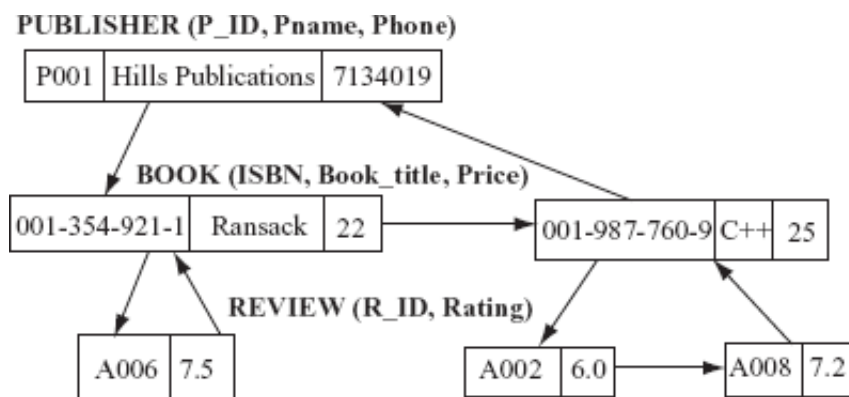 PUBLISHER (P_ID, Pname, Phone)
P001 Hills Publications 7134019
BOOK (ISBN, Book_title, Price)
001-354-921-1 Ransack 22
001-987-760-9 C++ 25
REVIEW (R_ID, Rating)
A006 7.5
A002 6.0
A008 7.2